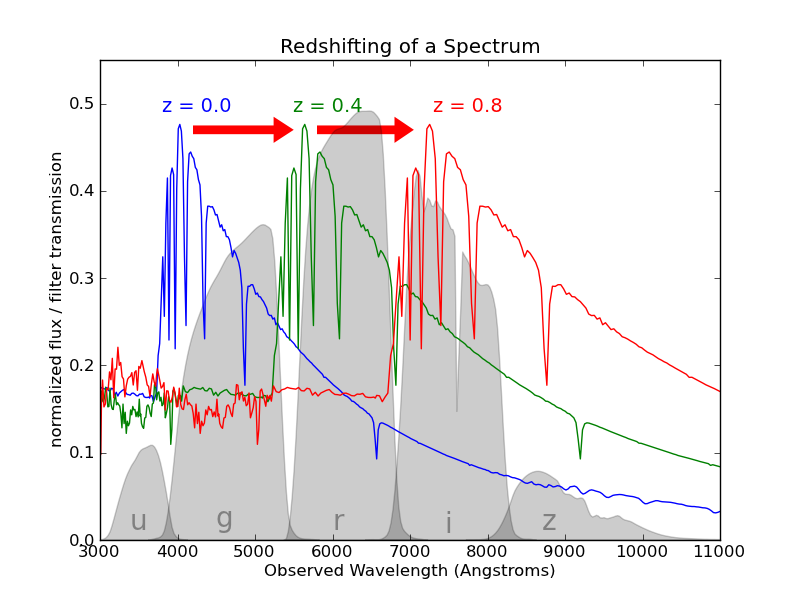 Redshifting of a Spectrum
normalized flux / filter transmission
0.5
0.4
0.3
0.2
0.1
0.0
z = 0.0 z = 0.4 z = 0.8
u g r i z
3000 4000 5000 6000 7000 8000 9000 10000 11000
Observed Wavelength (Angstroms)